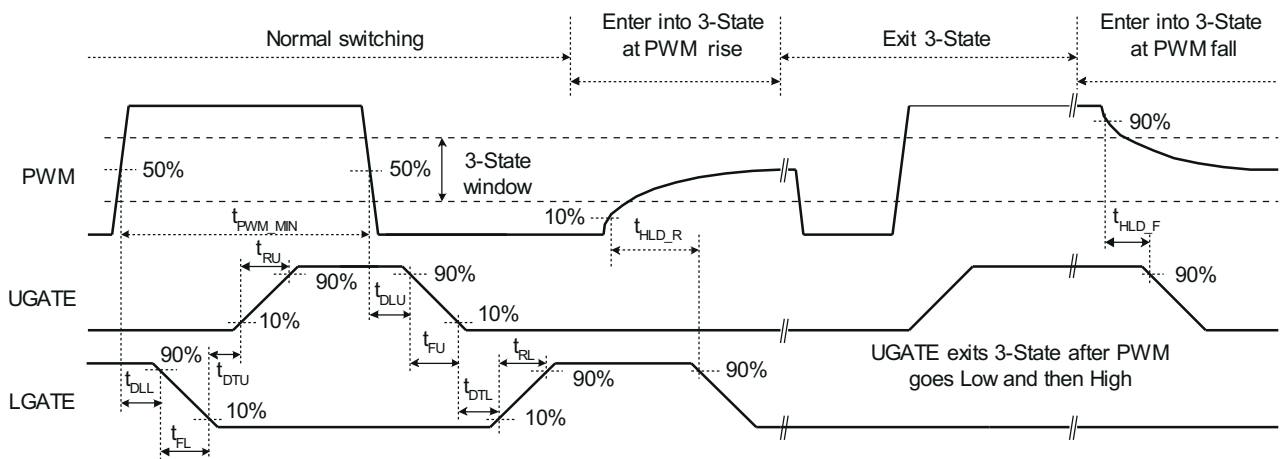 Normal switching
Enter into 3-State
at PWM rise
Exit 3-State
Enter into 3-State
at PWM fall
PWM
50%
50%
3-State
window
10%
90%
tPWM_MIN
tHLD_R
tHLD_F
tRU
UGATE
90%
10%
tDLU
90%
10%
90%
tFU
tRL
UGATE exits 3-State after PWM
goes Low and then High
LGATE
90%
tDLL
tDTU
10%
tFL
tDTL
90%
10%
90%